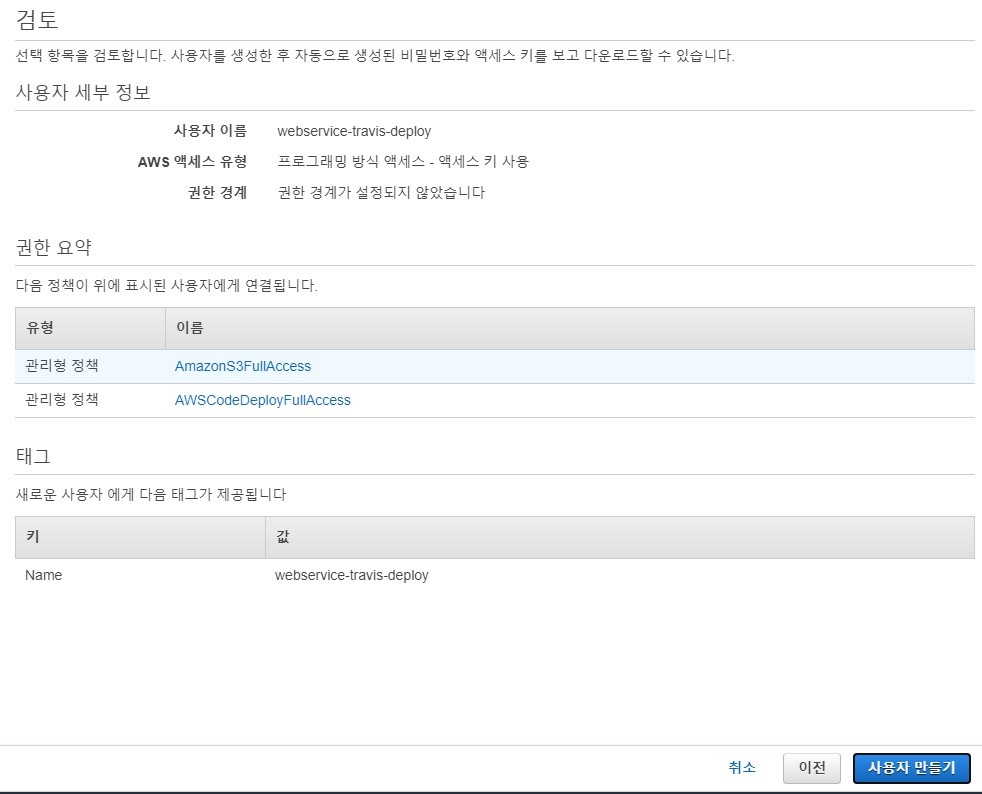 검토
선택 항목을 검토합니다. 사용자를 생성한 후 자동으로 생성된 비밀번호와 액세스 키를 보고 다운로드할 수 있습니다.
사용자 세부 정보
사용자 이름 webservice-travis-deploy
AWS 액세스 유형 프로그래밍 방식 액세스 - 액세스 키 사용
권한 경계 권한 경계가 설정되지 않았습니다
권한 요약
다음 정책이 위에 표시된 사용자에게 연결됩니다.
유형 이름
관리형 정책 AmazonS3FullAccess
관리형 정책 AWSCodeDeployFullAccess
태그
새로운 사용자 에게 다음 태그가 제공됩니다
키 값
Name webservice-travis-deploy
취소 이전 사용자 만들기